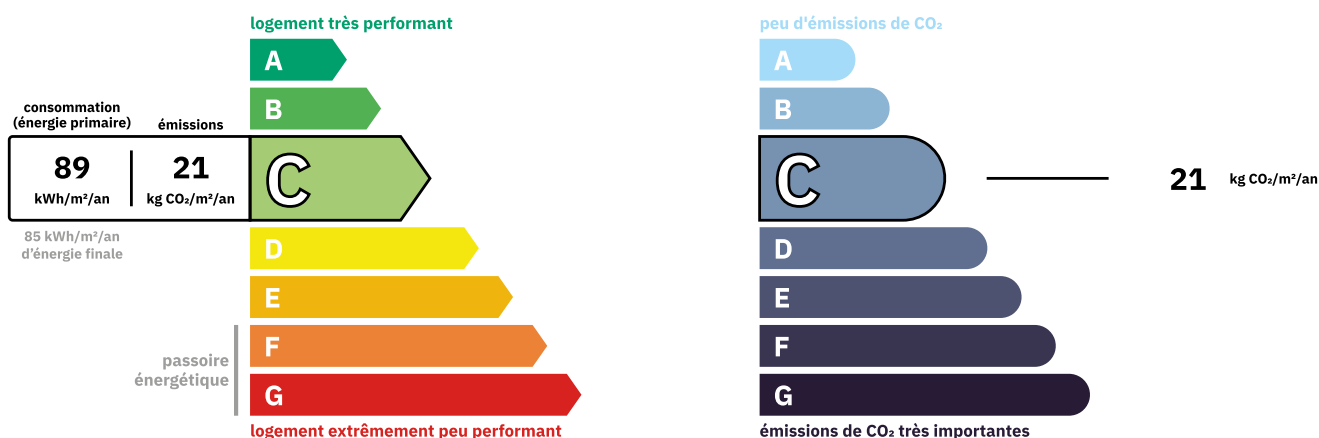 logement très performant
A
B
consommation
(énergie primaire)
émissions
89
kWh/m²/an
21
kg CO₂/m²/an
C
85 kWh/m²/an
d'énergie finale
D
E
passoire
énergétique
F
G
logement extrêmement peu performant
peu d'émissions de CO₂
A
B
C
21 kg CO₂/m²/an
D
E
F
G
émissions de CO₂ très importantes